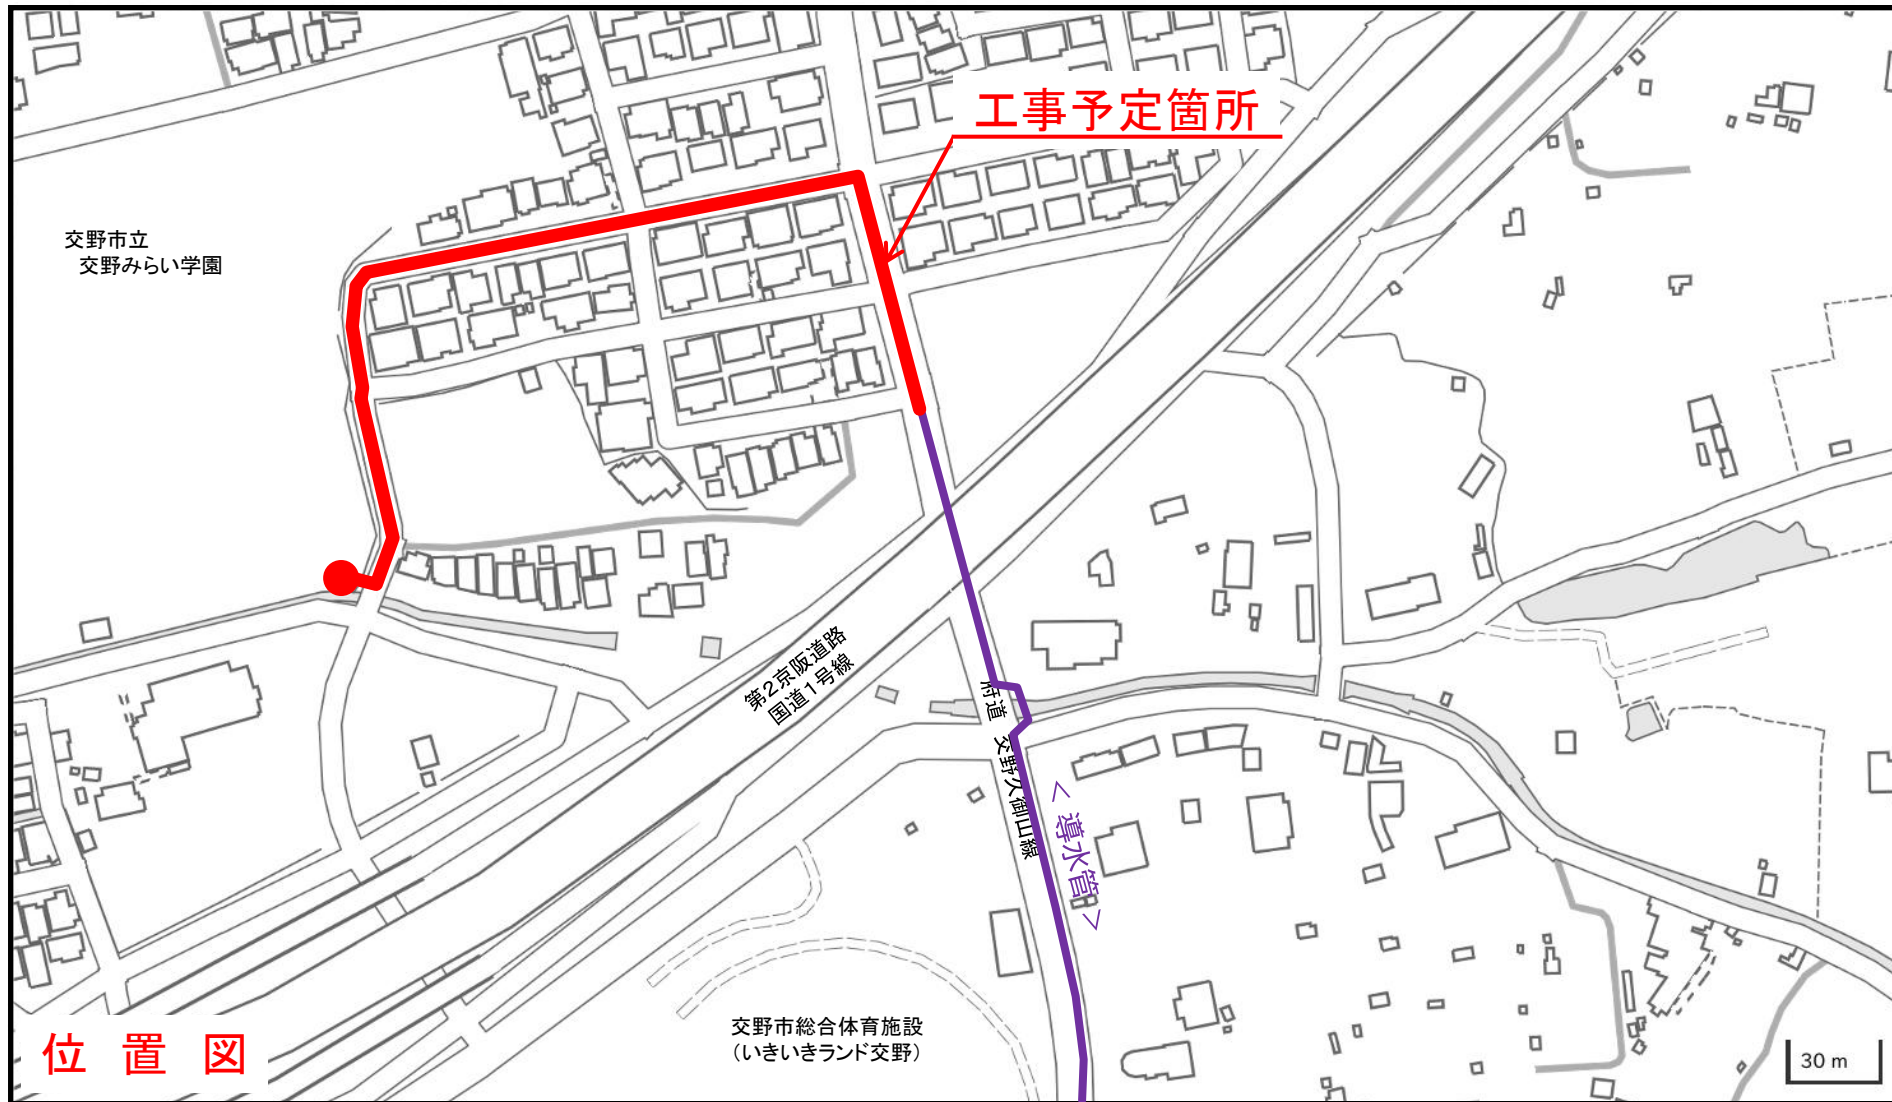 工事予定箇所
交野市立
交野みらい学園
第2京阪道路
国道1号線
府道 交野久御山線
＜ 導水管 ＞
交野市総合体育施設
（いきいきランド交野）
位 置 図
30 m